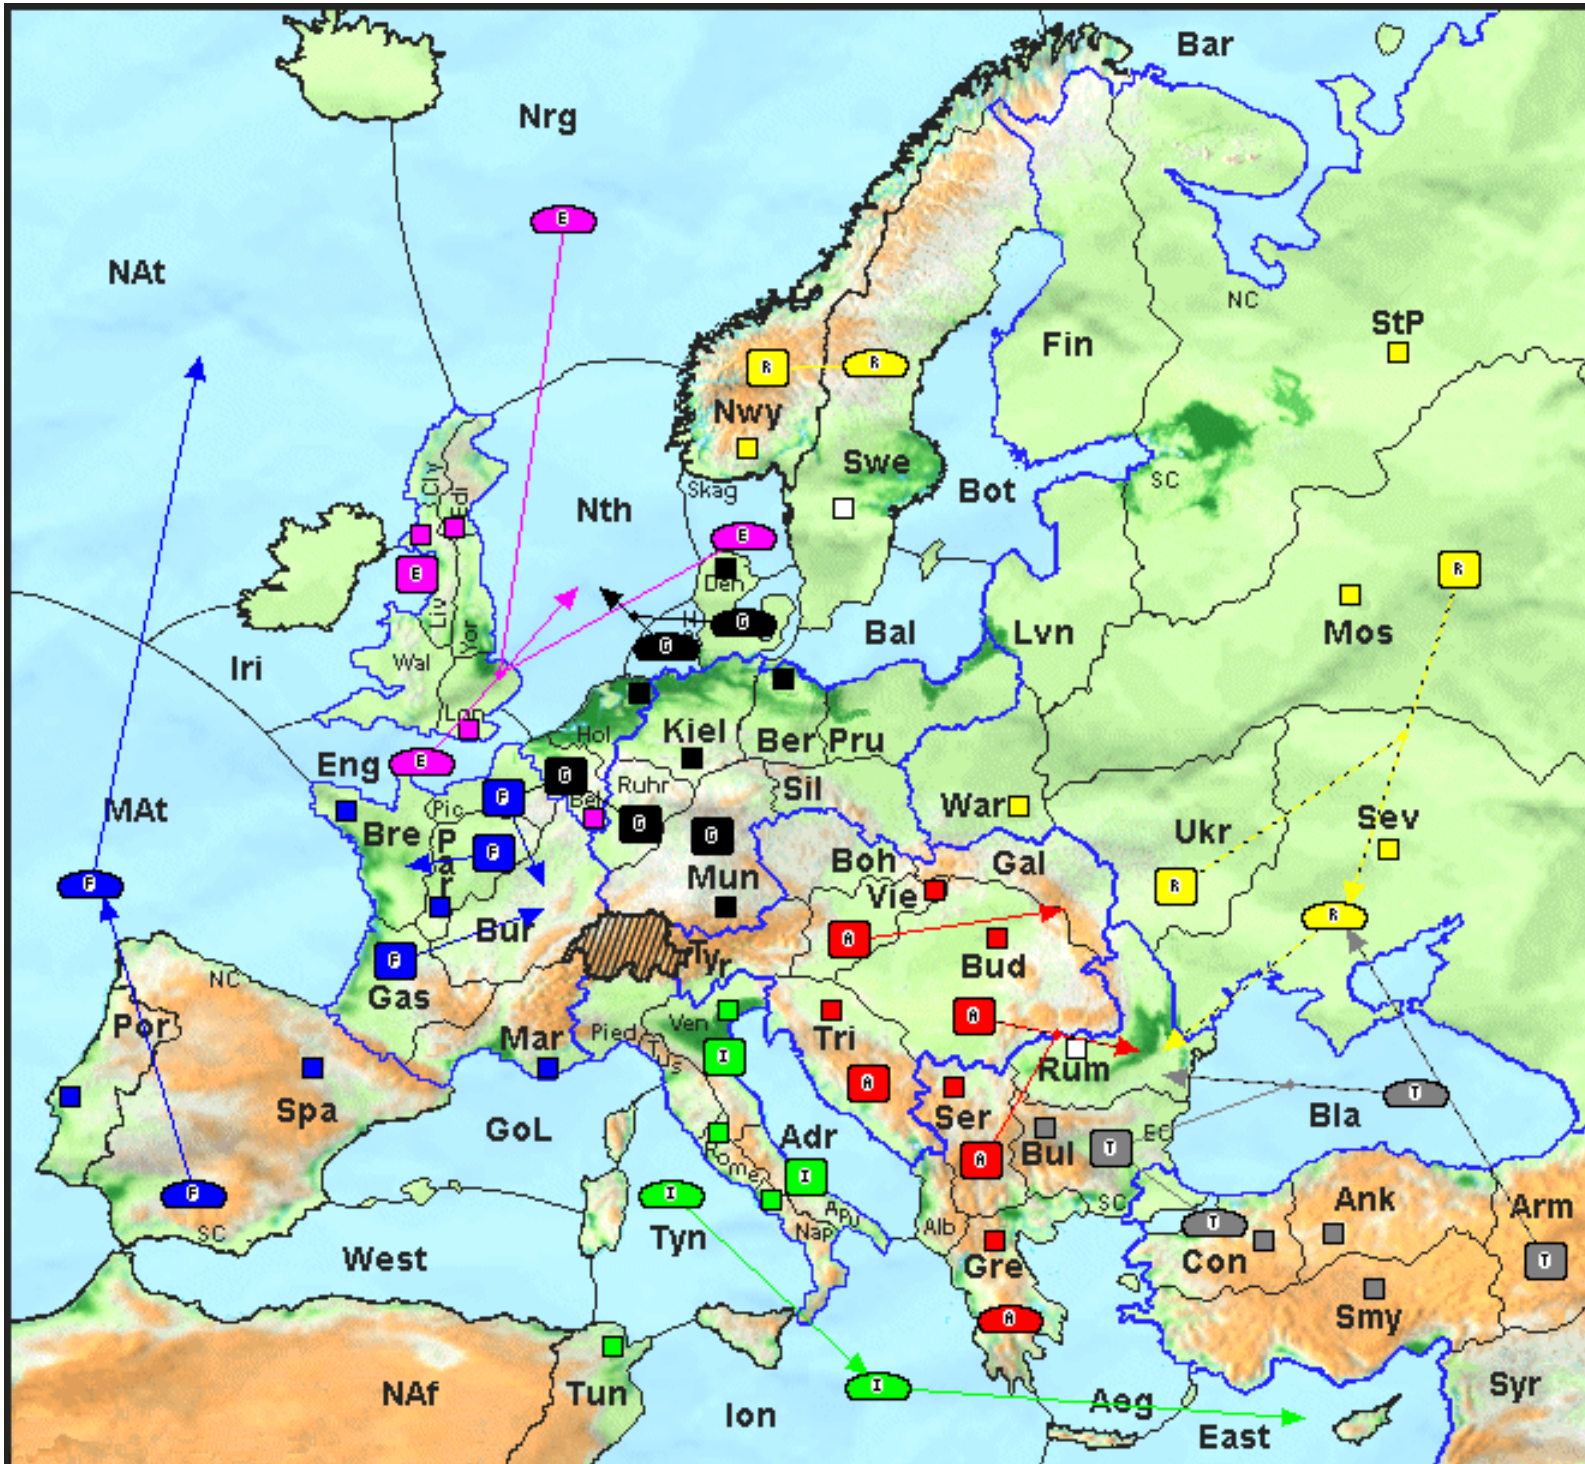 Bar
Nrg
E
NAt
NC
StP
Fin
R
R
Nwy
Swe
SC
Cly
Edi
Skag
Bot
Nth
E
R
E
Den
Mos
Liv
Yor
H
G
Bal
Lvn
G
Wal
Iri
Lon
Hol
Kiel
Ber
Pru
E
Eng
G
Ruhr
Sil
F
Bel
Pic
War
MAt
Bre
Par
G
G
Ukr
Sev
F
Boh
Gal
F
Mun
Vie
R
R
Bur
A
F
Tyr
Bud
NC
Gas
A
Por
Mar
Pied
Ven
Tri
Tus
I
Rum
A
Spa
Ser
T
GoL
Adr
Bla
EC
Bul
T
Rome
A
F
I
I
Ank
SC
Apu
Arm
SC
Nap
Alb
T
Tyn
West
Gre
Con
T
A
Smy
NAf
Tun
I
Syr
Ion
Aeg
East